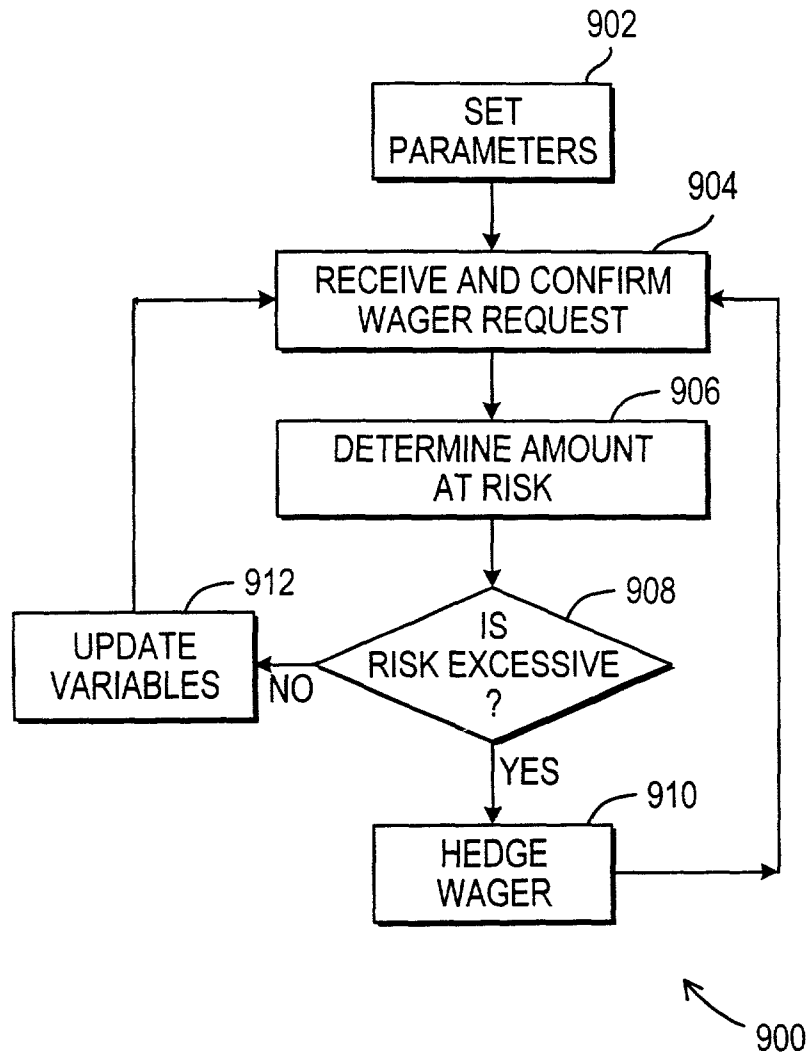 902
SET
PARAMETERS
904
RECEIVE AND CONFIRM
WAGER REQUEST
906
DETERMINE AMOUNT
AT RISK
908
IS
RISK EXCESSIVE
?
912
UPDATE
VARIABLES
NO
YES
910
HEDGE
WAGER
900